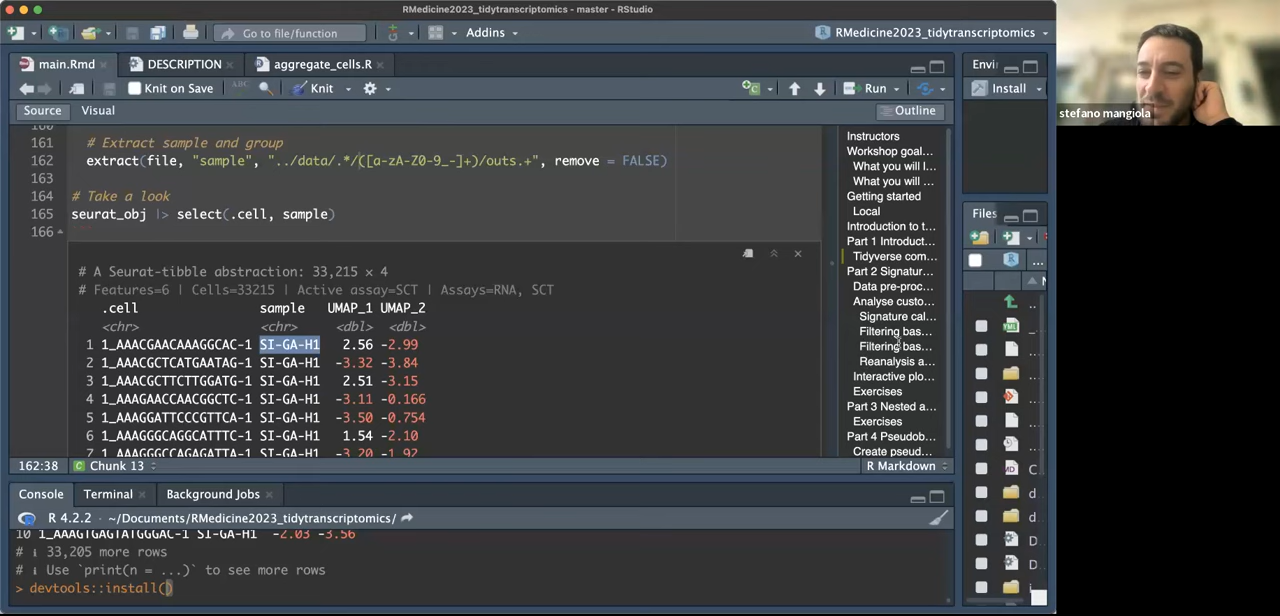 RMedicine2023_tidytranscriptomics - master - RStudio
Go to file/function
Addins
RMedicine2023_tidytranscriptomics
main.Rmd
DESCRIPTION
aggregate_cells.R
Envi
Knit on Save
ABC
Knit
Run
Install
Source
Visual
Outline
stefano mangiola
160
161 # Extract sample and group
162 extract(file, "sample", "../data/.*/([a-zA-Z0-9_-]+)/outs.+", remove = FALSE)
163
164 # Take a look
165 seurat_obj |> select(.cell, sample)
166
# A Seurat-tibble abstraction: 33,215 × 4
# Features=6 | Cells=33215 | Active assay=SCT | Assays=RNA, SCT
.cell sample UMAP_1 UMAP_2
<chr> <chr> <dbl> <dbl>
1 1_AAACGAACAAAGGCAC-1 SI-GA-H1 2.56 -2.99
2 1_AAACGCTCATGAATAG-1 SI-GA-H1 -3.32 -3.84
3 1_AAACGCTTCTTGGATG-1 SI-GA-H1 2.51 -3.15
4 1_AAAGAACCAACGGCTC-1 SI-GA-H1 -3.11 -0.166
5 1_AAAGGATTCCCGTTCA-1 SI-GA-H1 -3.50 -0.754
6 1_AAAGGGCAGGCATTTC-1 SI-GA-H1 1.54 -2.10
7 1_AAAGGGCCAGAGATTA-1 SI-GA-H1 -3.20 -1.92
Instructors
Workshop goal...
What you will l...
What you will ...
Getting started
Local
Introduction to t...
Part 1 Introduct...
Tidyverse com...
Part 2 Signatur...
Data pre-proc...
Analyse custo...
Signature cal...
Filtering bas...
Filtering bas...
Reanalysis a...
Interactive plo...
Exercises
Part 3 Nested a...
Exercises
Part 4 Pseudob...
Create pseud...
Files
162:38
Chunk 13
R Markdown
Console
Terminal
Background Jobs
R 4.2.2 · ~/Documents/RMedicine2023_tidytranscriptomics/
10 1_AAAGTGAGTATGGGAC-1 SI-GA-H1 -2.03 -3.56
# ℹ 33,205 more rows
# ℹ Use `print(n = ...)` to see more rows
> devtools::install()